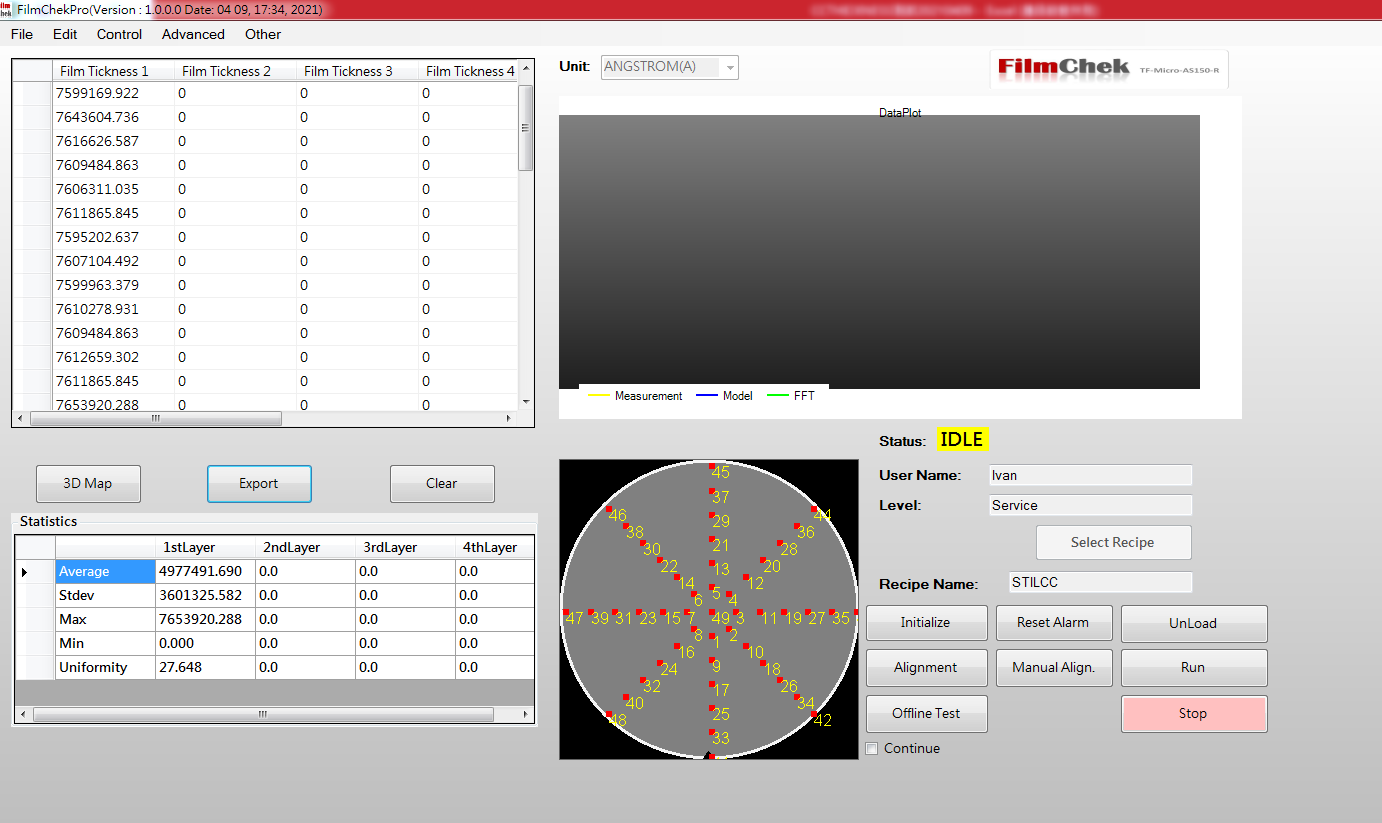 FilmChekPro(Version : 1.0.0.0 Date: 04 09, 17:34, 2021)
File Edit Control Advanced Other
Film Tickness 1 Film Tickness 2 Film Tickness 3 Film Tickness 4
7599169.922 0 0 0
7643604.736 0 0 0
7616626.587 0 0 0
7609484.863 0 0 0
7606311.035 0 0 0
7611865.845 0 0 0
7595202.637 0 0 0
7607104.492 0 0 0
7599963.379 0 0 0
7610278.931 0 0 0
7609484.863 0 0 0
7612659.302 0 0 0
7611865.845 0 0 0
7653920.288 0 0 0
Unit: ANGSTROM(A)
FilmChek TF-Micro-AS150-R
DataPlot
Measurement Model FFT
3D Map Export Clear
Statistics
1stLayer 2ndLayer 3rdLayer 4thLayer
Average 4977491.690 0.0 0.0 0.0
Stdev 3601325.582 0.0 0.0 0.0
Max 7653920.288 0.0 0.0 0.0
Min 0.000 0.0 0.0 0.0
Uniformity 27.648 0.0 0.0 0.0
45
37
46 29 44
38 36
30 21 28
22 13 20
14 12
6 5 4
47 39 31 23 15 7 49 3 11 19 27 35
8 1 2
16 10
24 9 18
32 17 26
40 34
48 25 42
33
Status: IDLE
User Name: Ivan
Level: Service
Select Recipe
Recipe Name: STILCC
Initialize Reset Alarm UnLoad
Alignment Manual Align. Run
Offline Test Stop
Continue